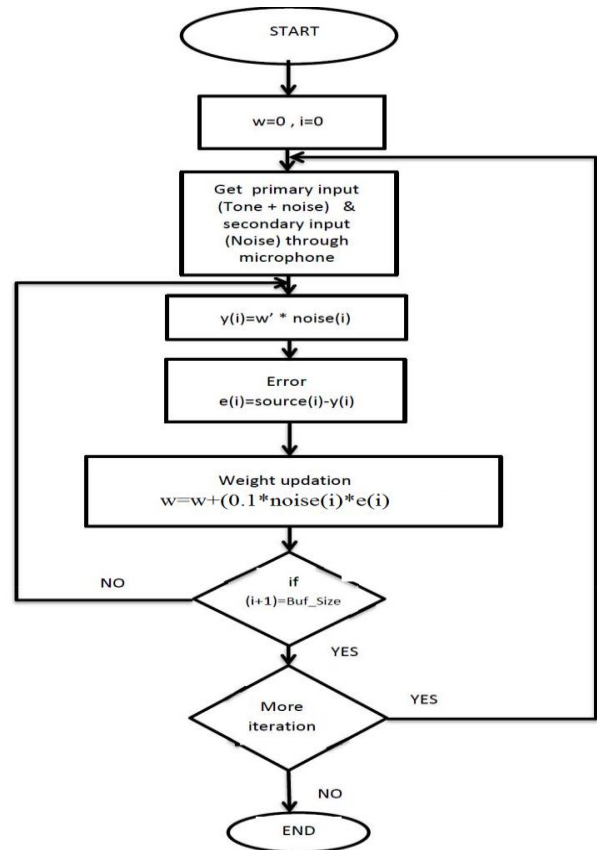 START
w=0 , i=0
Get primary input
(Tone + noise) &
secondary input
(Noise) through
microphone
y(i)=w' * noise(i)
Error
e(i)=source(i)-y(i)
Weight updation
w=w+(0.1*noise(i)*e(i)
NO
if
(i+1)=Buf_Size
YES
More
iteration
YES
NO
END